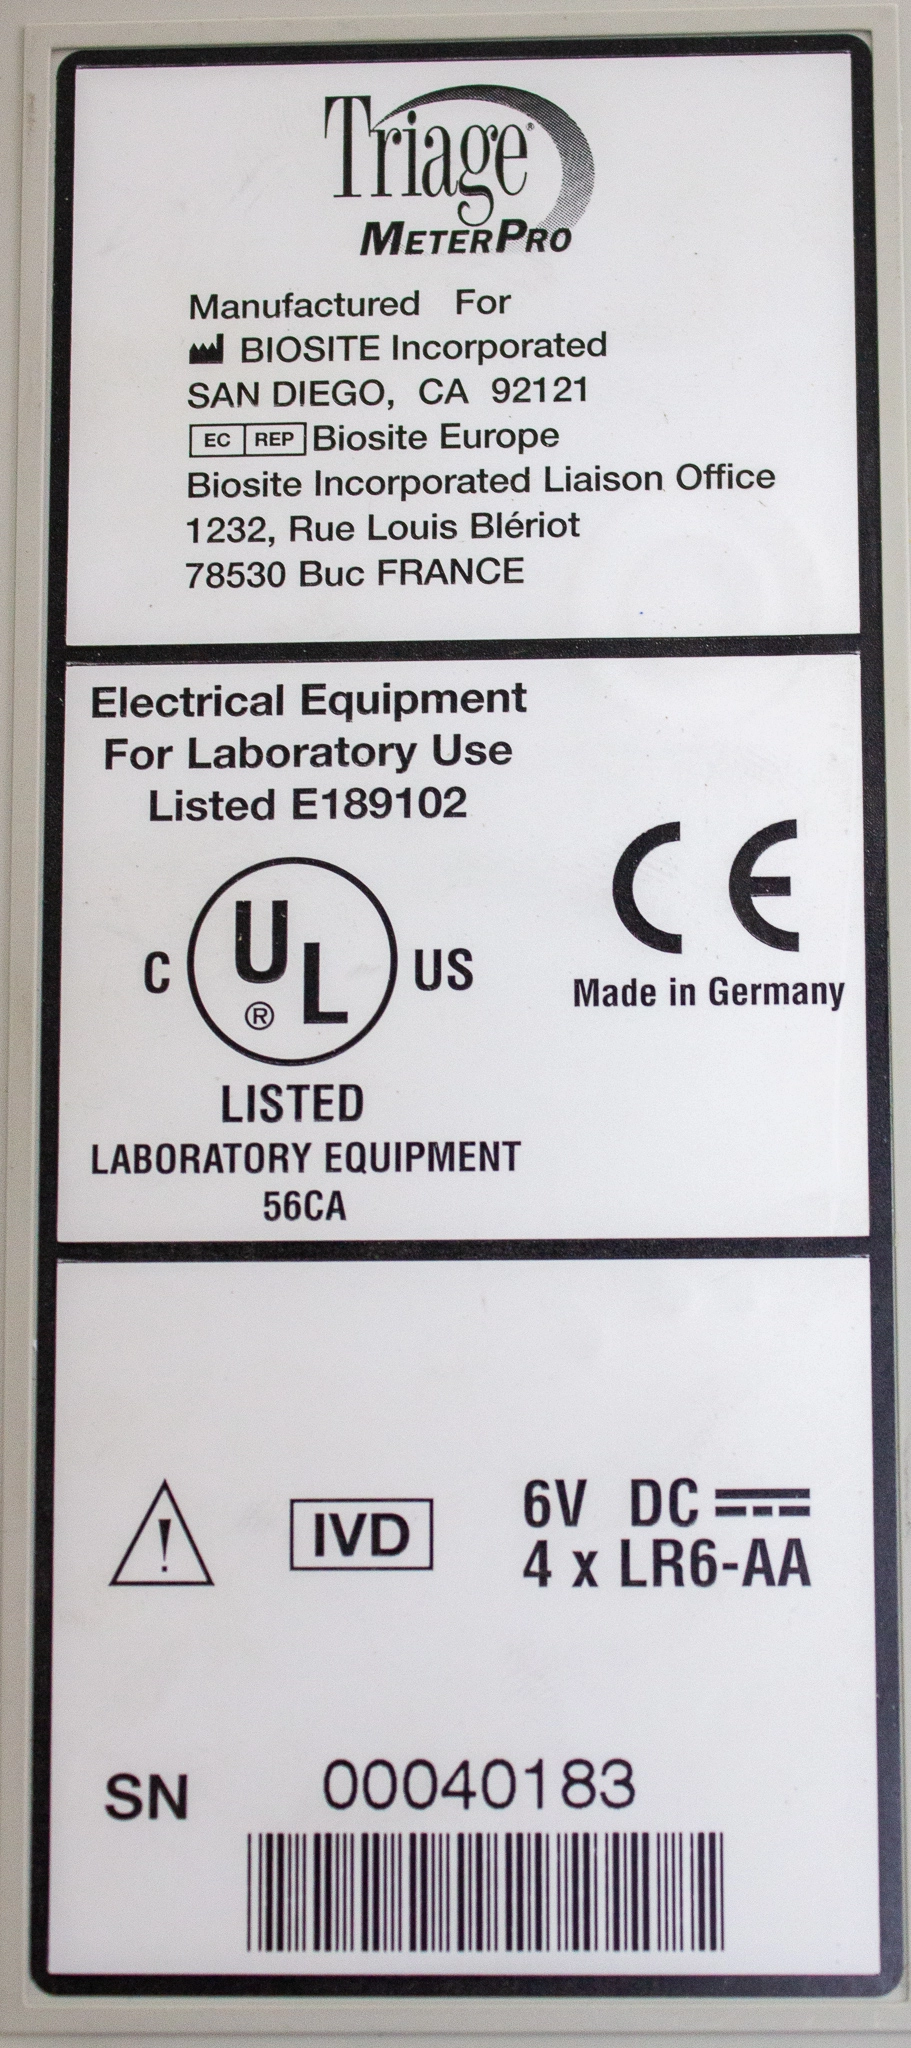 Triage®
METERPRO
Manufactured For
BIOSITE Incorporated
SAN DIEGO, CA 92121
EC REP Biosite Europe
Biosite Incorporated Liaison Office
1232, Rue Louis Blériot
78530 Buc FRANCE
Electrical Equipment
For Laboratory Use
Listed E189102
C UL® US
LISTED
LABORATORY EQUIPMENT
56CA
CE
Made in Germany
!
IVD
6V DC
4 x LR6-AA
SN 00040183